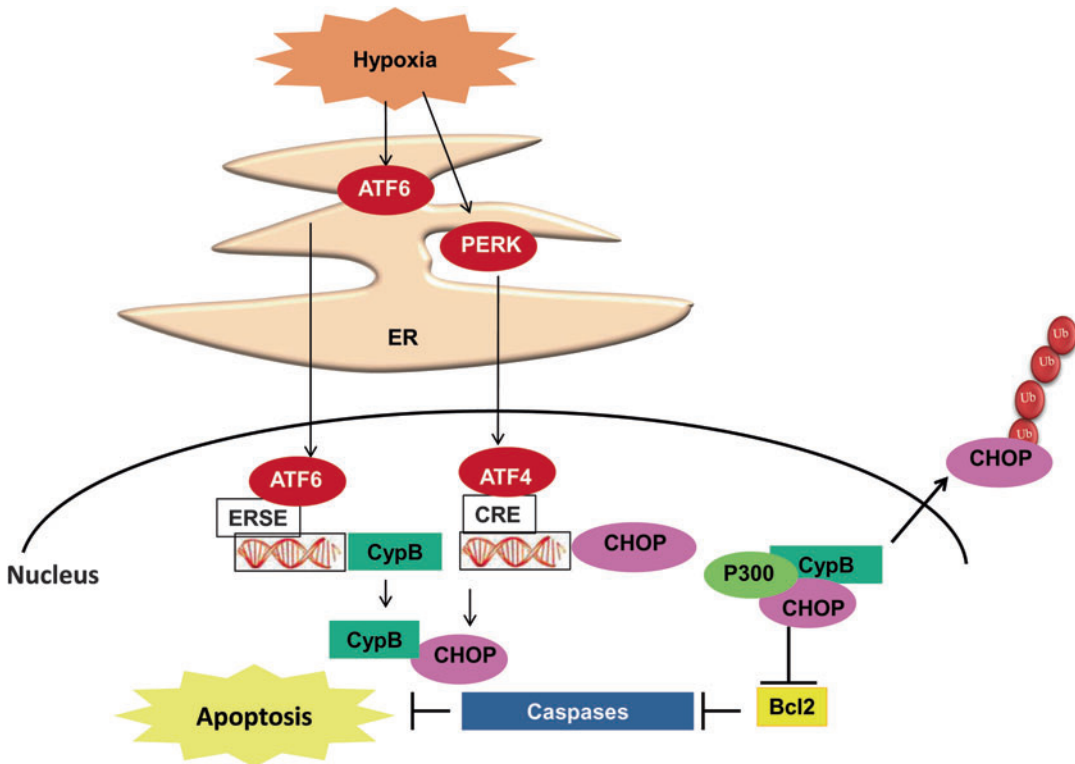 Hypoxia
ATF6
PERK
ER
Ub
Ub
Ub
Ub
CHOP
ATF6
ATF4
ERSE
CRE
CypB
CHOP
Nucleus
P300
CypB
CHOP
CypB
CHOP
Apoptosis
Caspases
Bcl2